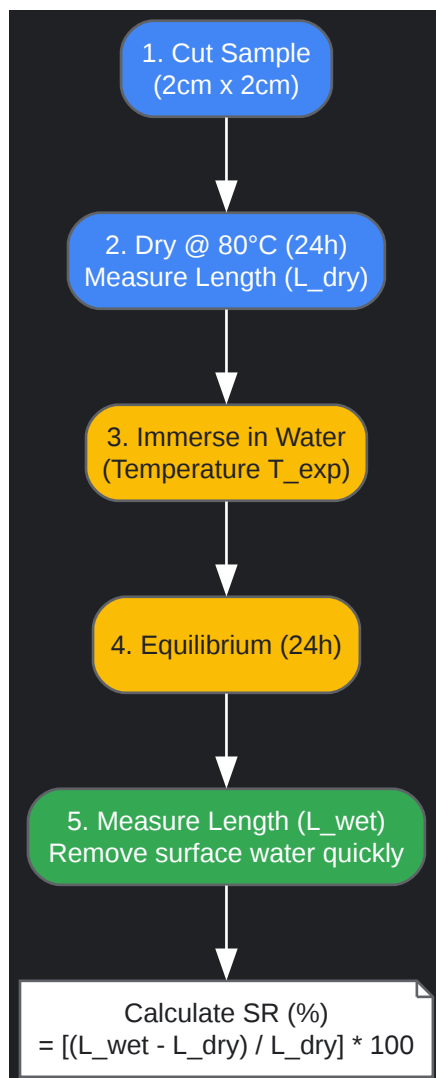 1. Cut Sample
(2cm x 2cm)
2. Dry @ 80°C (24h)
Measure Length (L_dry)
3. Immerse in Water
(Temperature T_exp)
4. Equilibrium (24h)
5. Measure Length (L_wet)
Remove surface water quickly
Calculate SR (%)
= [(L_wet - L_dry) / L_dry] * 100